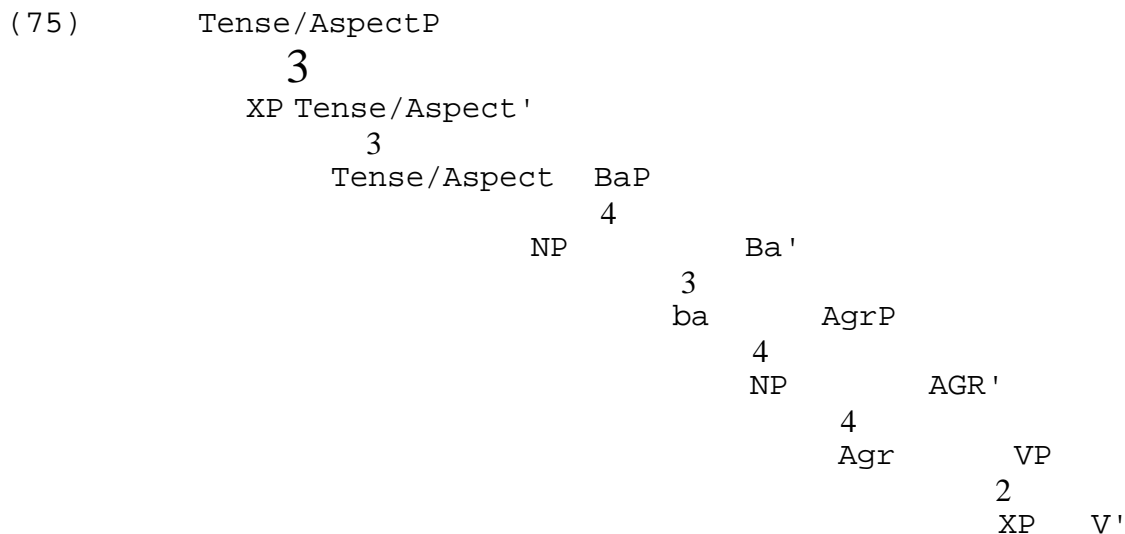 (75) Tense/AspectP
3
XP Tense/Aspect'
3
Tense/Aspect BaP
4
NP Ba'
3
ba AgrP
4
NP AGR'
4
Agr VP
2
XP V'